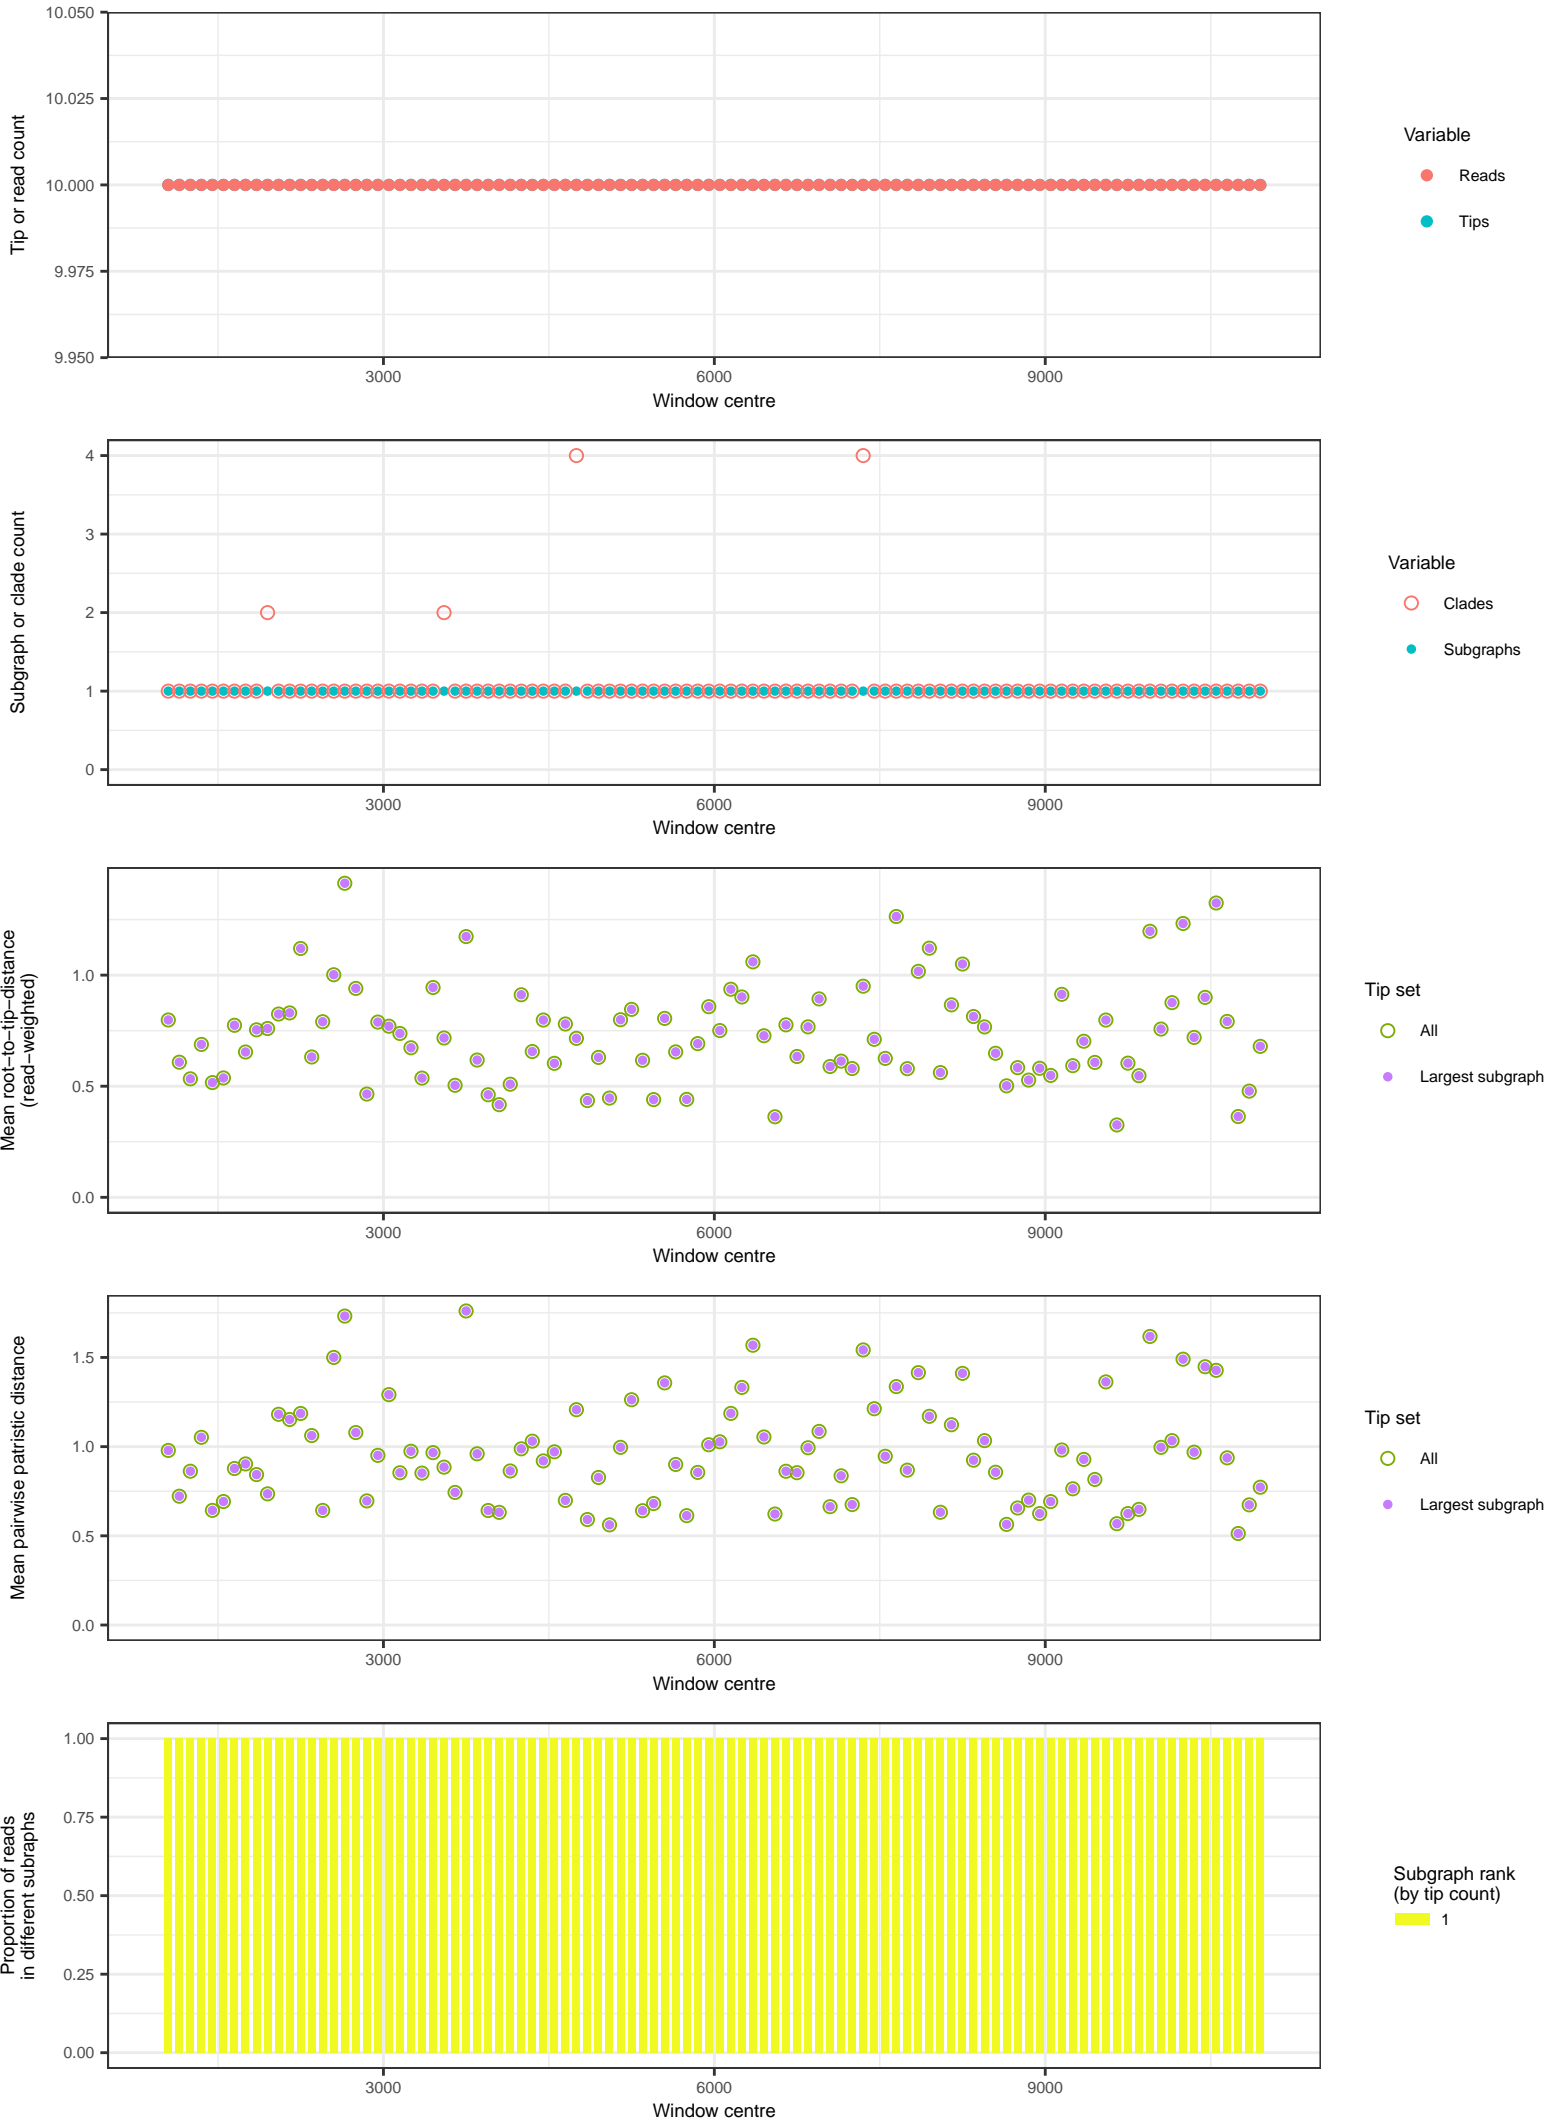 10.050
10.025
10.000
9.975
9.950
Tip or read count
3000 6000 9000
Window centre
Variable
Reads
Tips
4
3
2
1
0
Subgraph or clade count
3000 6000 9000
Window centre
Variable
Clades
Subgraphs
1.0
0.5
0.0
Mean root−to−tip−distance
(read−weighted)
3000 6000 9000
Window centre
Tip set
All
Largest subgraph
1.5
1.0
0.5
0.0
Mean pairwise patristic distance
3000 6000 9000
Window centre
Tip set
All
Largest subgraph
1.00
0.75
0.50
0.25
0.00
Proportion of reads
in different subraphs
3000 6000 9000
Window centre
Subgraph rank
(by tip count)
1